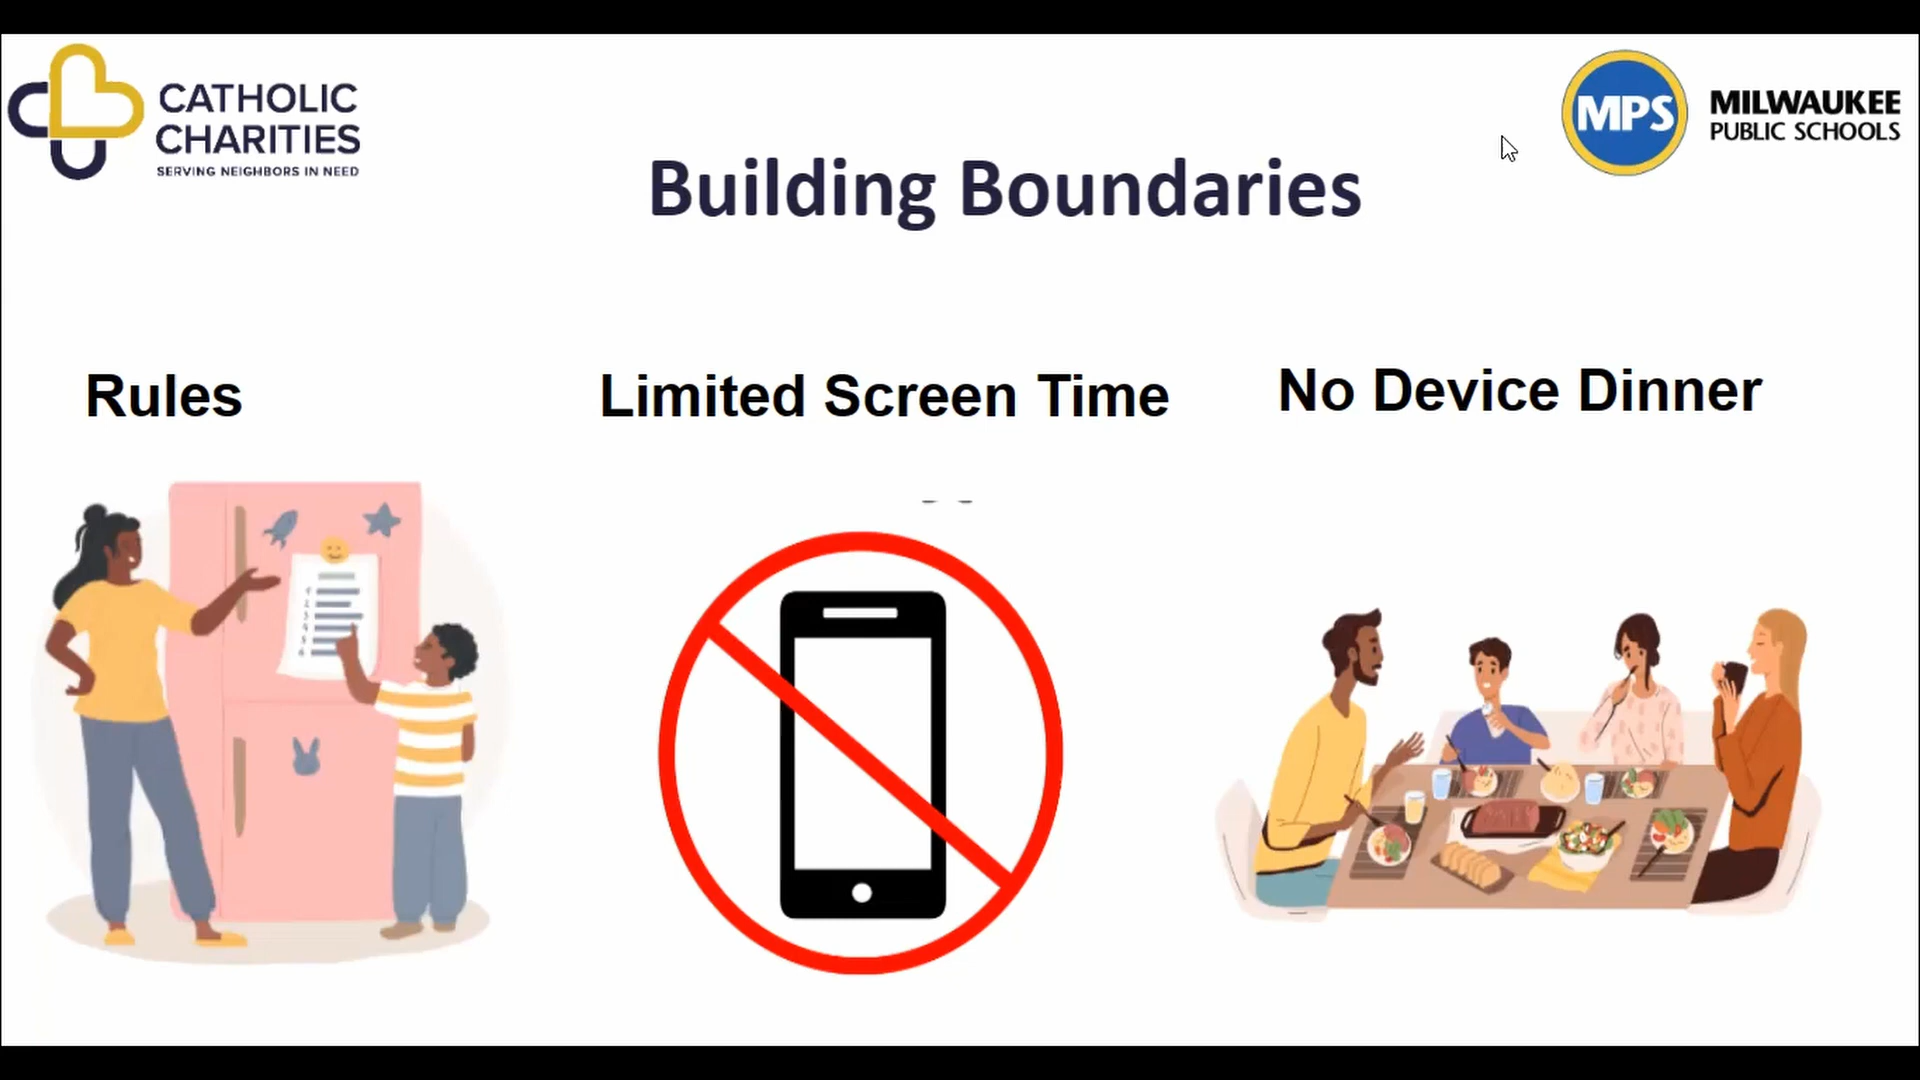 CATHOLIC
CHARITIES
SERVING NEIGHBORS IN NEED
MPS
MILWAUKEE
PUBLIC SCHOOLS
Building Boundaries
Rules
Limited Screen Time
No Device Dinner